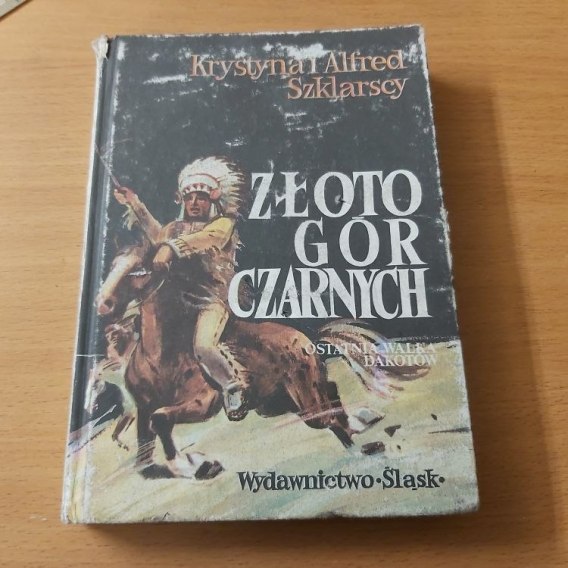 Krystyna i Alfred
Szklarscy
ZŁOTO
GÓR
CZARNYCH
OSTATNIA WALKA
DAKOTÓW
Wydawnictwo·Śląsk·